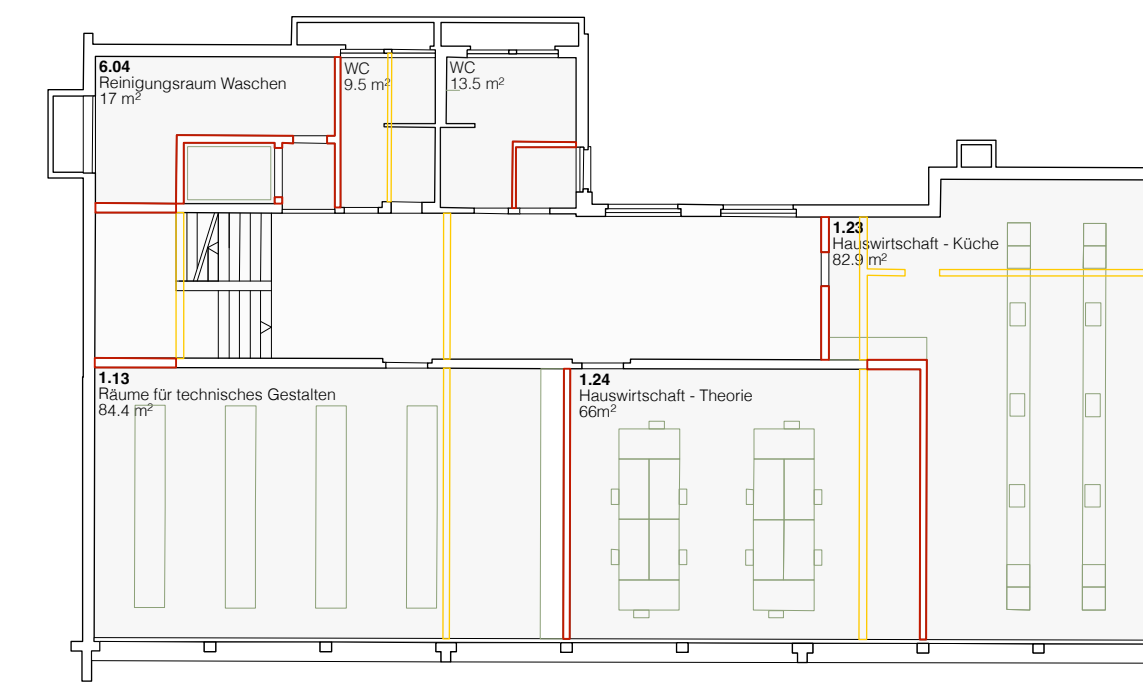 6.04
Reinigungsraum Waschen
17 m²
WC
9.5 m²
WC
13.5 m²
1.23
Hauswirtschaft - Küche
82.9 m²
1.13
Räume für technisches Gestalten
84.4 m²
1.24
Hauswirtschaft - Theorie
66m²